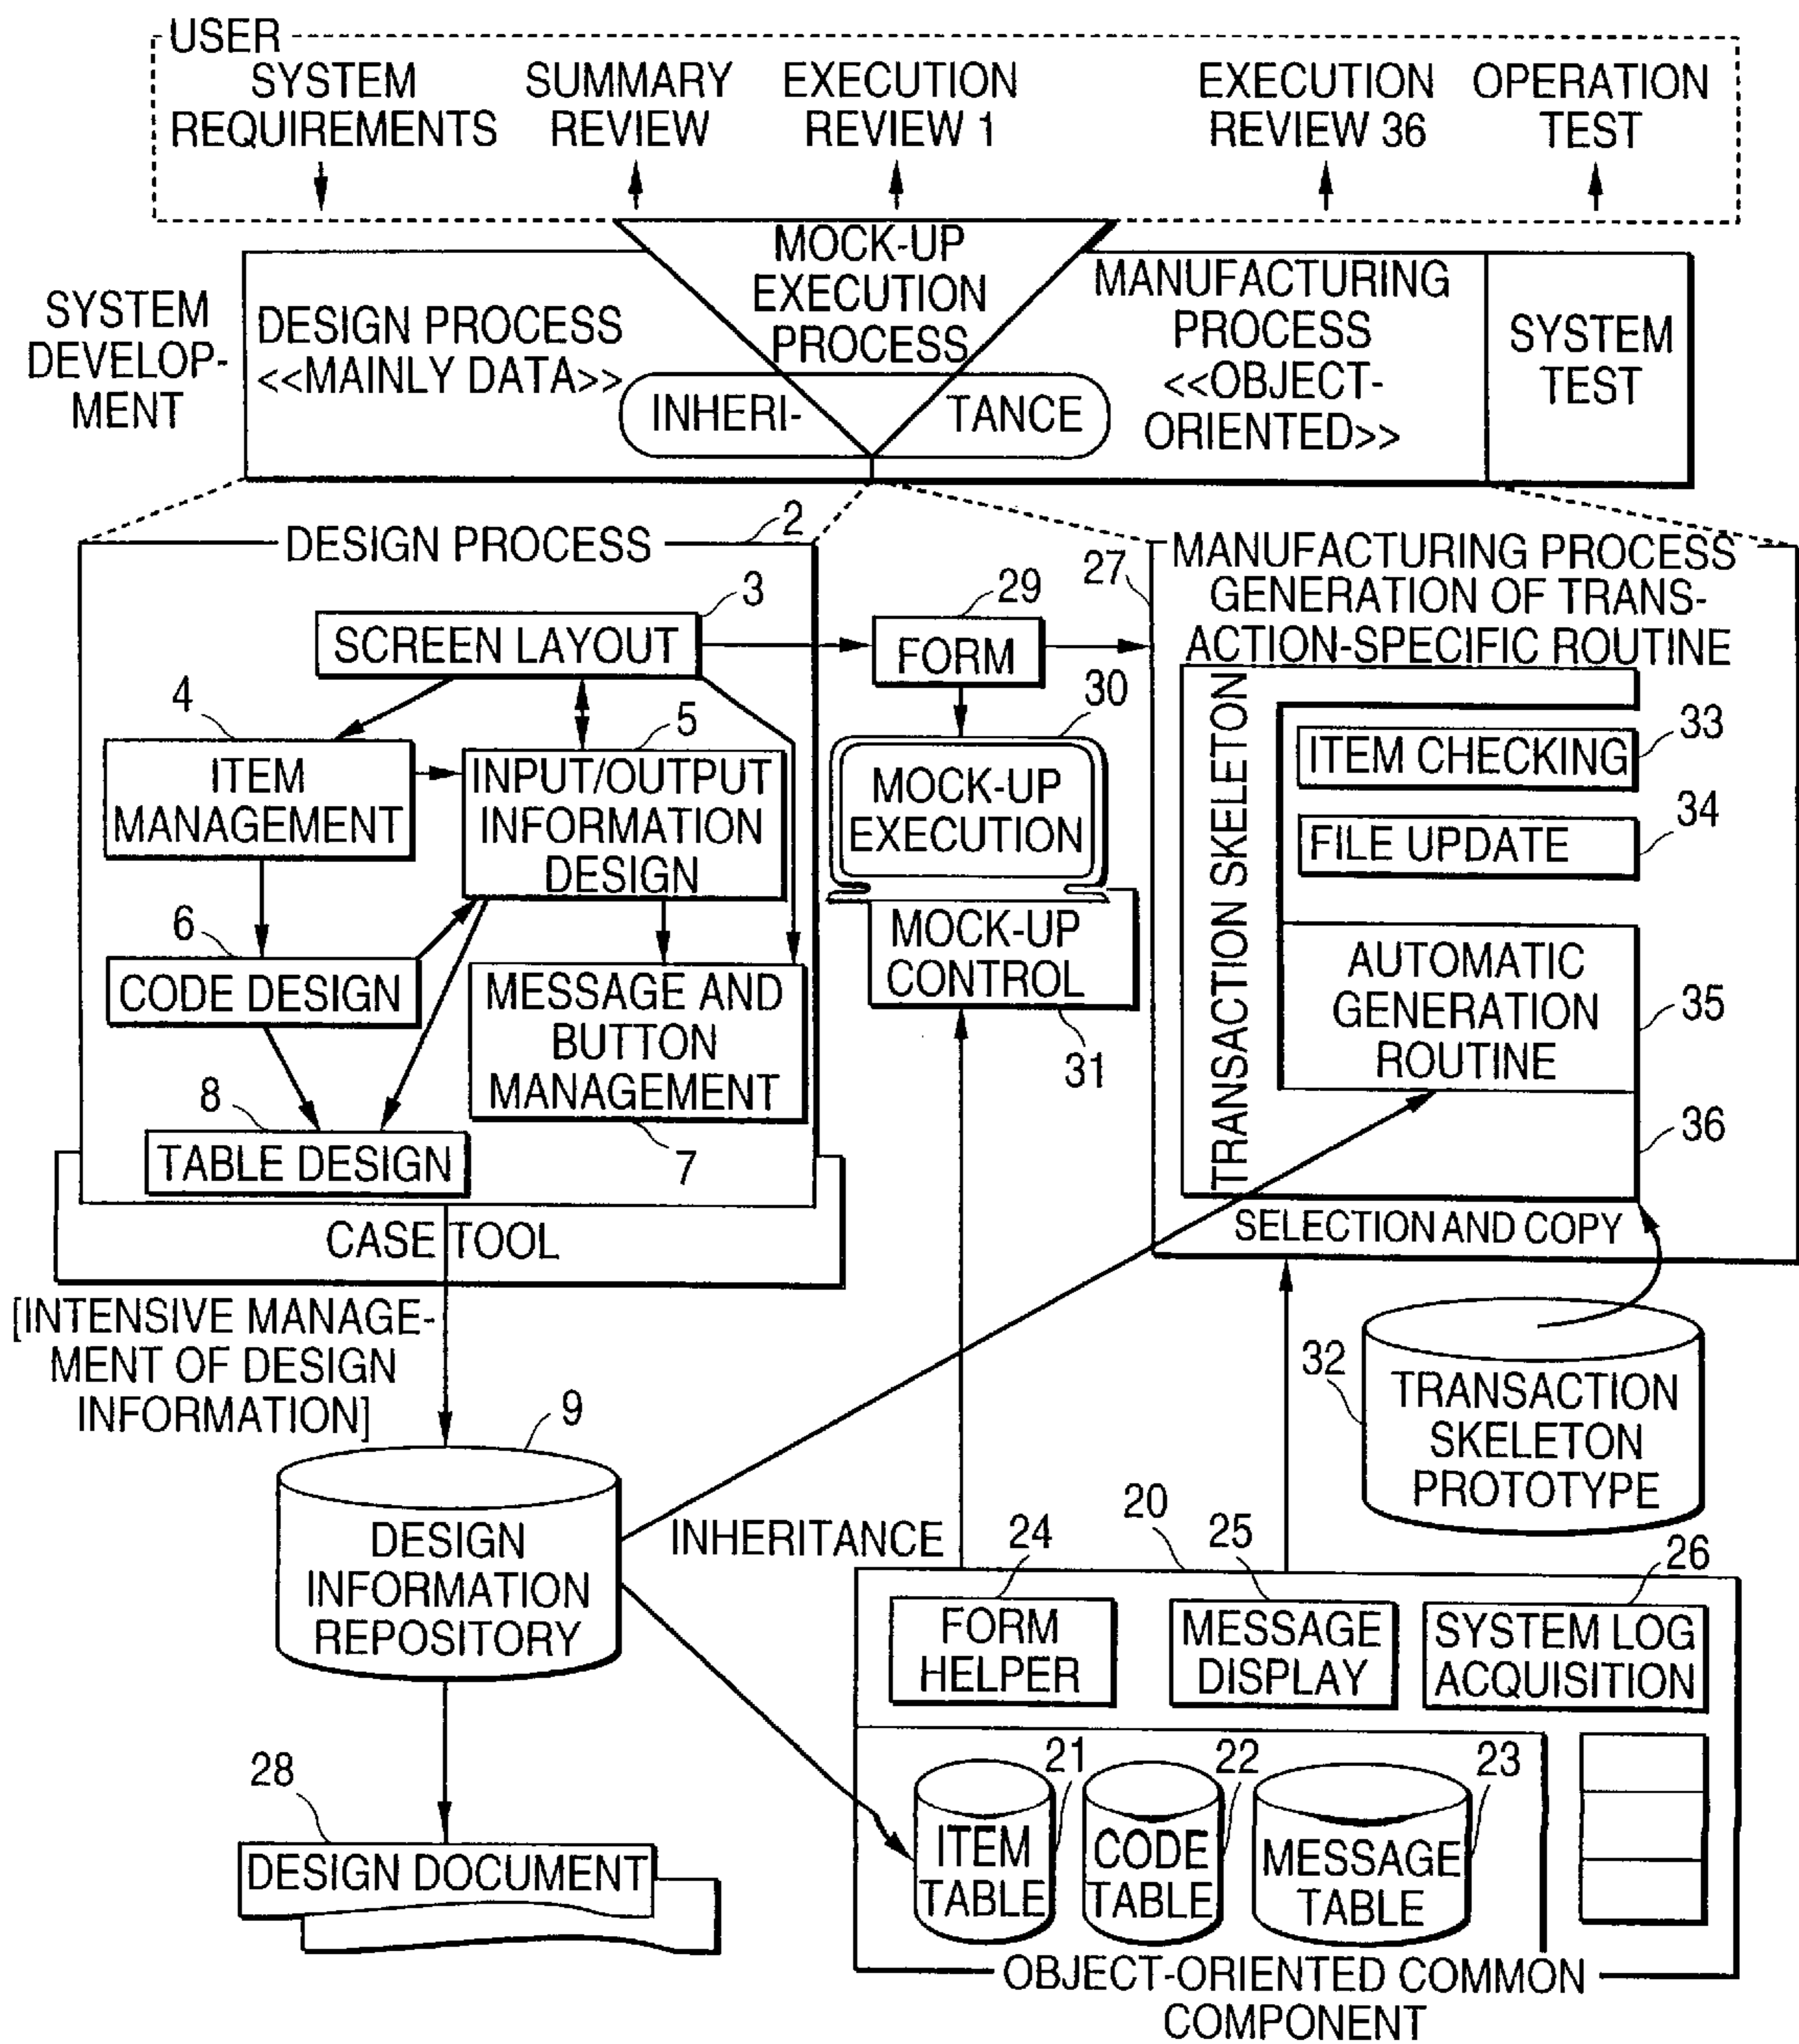 USER
SYSTEM
REQUIREMENTS
SUMMARY
REVIEW
EXECUTION
REVIEW 1
EXECUTION
REVIEW 36
OPERATION
TEST
SYSTEM
DEVELOP-
MENT
DESIGN PROCESS
<<MAINLY DATA>>
MOCK-UP
EXECUTION
PROCESS
INHERI-
TANCE
MANUFACTURING
PROCESS
<<OBJECT-
ORIENTED>>
SYSTEM
TEST
DESIGN PROCESS
2
SCREEN LAYOUT
3
4
ITEM
MANAGEMENT
5
INPUT/OUTPUT
INFORMATION
DESIGN
6
CODE DESIGN
MESSAGE AND
BUTTON
MANAGEMENT
7
8
TABLE DESIGN
CASE TOOL
29
FORM
30
MOCK-UP
EXECUTION
MOCK-UP
CONTROL
31
27
MANUFACTURING PROCESS
GENERATION OF TRANS-
ACTION-SPECIFIC ROUTINE
TRANSACTION SKELETON
ITEM CHECKING
33
FILE UPDATE
34
AUTOMATIC
GENERATION
ROUTINE
35
36
SELECTION AND COPY
[INTENSIVE MANAGE-
MENT OF DESIGN
INFORMATION]
9
DESIGN
INFORMATION
REPOSITORY
32
TRANSACTION
SKELETON
PROTOTYPE
INHERITANCE
20
24
FORM
HELPER
25
MESSAGE
DISPLAY
26
SYSTEM LOG
ACQUISITION
28
DESIGN DOCUMENT
21
ITEM
TABLE
22
CODE
TABLE
23
MESSAGE
TABLE
OBJECT-ORIENTED COMMON
COMPONENT